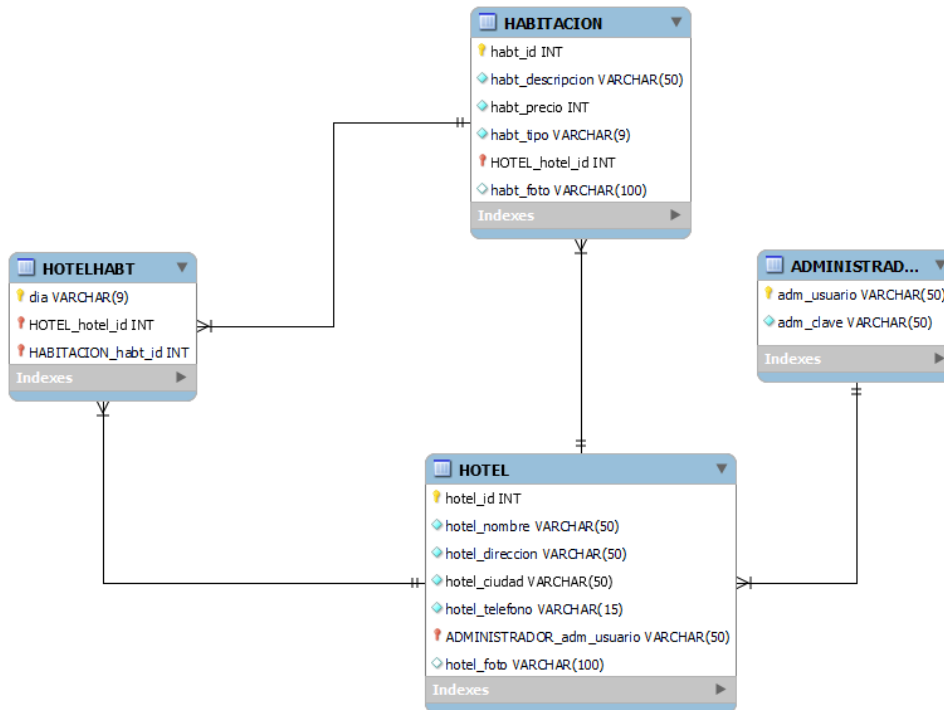 HABITACION
habt_id INT
habt_descripcion VARCHAR(50)
habt_precio INT
habt_tipo VARCHAR(9)
HOTEL_hotel_id INT
habt_foto VARCHAR(100)
Indexes
HOTELHABT
dia VARCHAR(9)
HOTEL_hotel_id INT
HABITACION_habt_id INT
Indexes
ADMINISTRAD...
adm_usuario VARCHAR(50)
adm_clave VARCHAR(50)
Indexes
HOTEL
hotel_id INT
hotel_nombre VARCHAR(50)
hotel_direccion VARCHAR(50)
hotel_ciudad VARCHAR(50)
hotel_telefono VARCHAR(15)
ADMINISTRADOR_adm_usuario VARCHAR(50)
hotel_foto VARCHAR(100)
Indexes